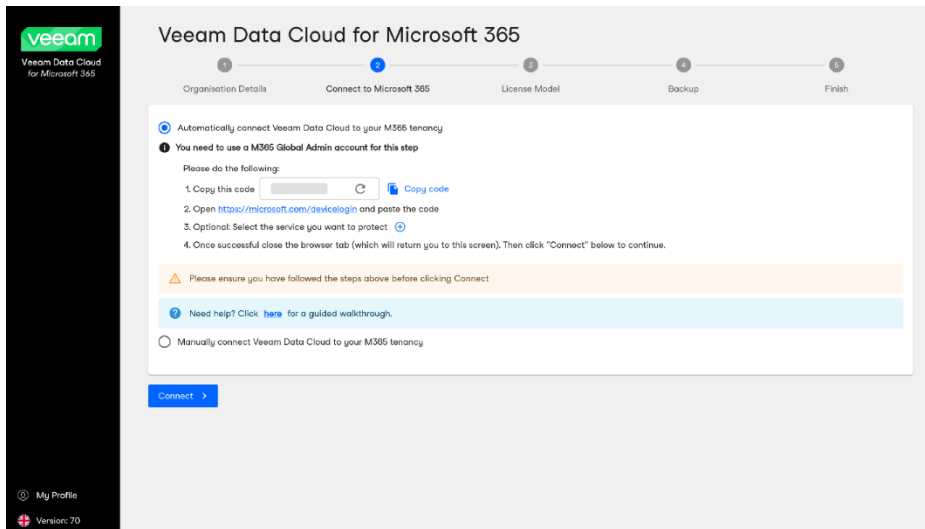 veeam
Veeam Data Cloud
for Microsoft 365
Veeam Data Cloud for Microsoft 365
1 2 3 4 5
Organisation Details Connect to Microsoft 365 License Model Backup Finish
Automatically connect Veeam Data Cloud to your M365 tenancy
You need to use a M365 Global Admin account for this step
Please do the following:
1. Copy this code Copy code
2. Open https://microsoft.com/devicelogin and paste the code
3. Optional: Select the service you want to protect
4. Once successful close the browser tab (which will return you to this screen). Then click "Connect" below to continue.
Please ensure you have followed the steps above before clicking Connect
Need help? Click here for a guided walkthrough.
Manually connect Veeam Data Cloud to your M365 tenancy
Connect
My Profile
Version: 70